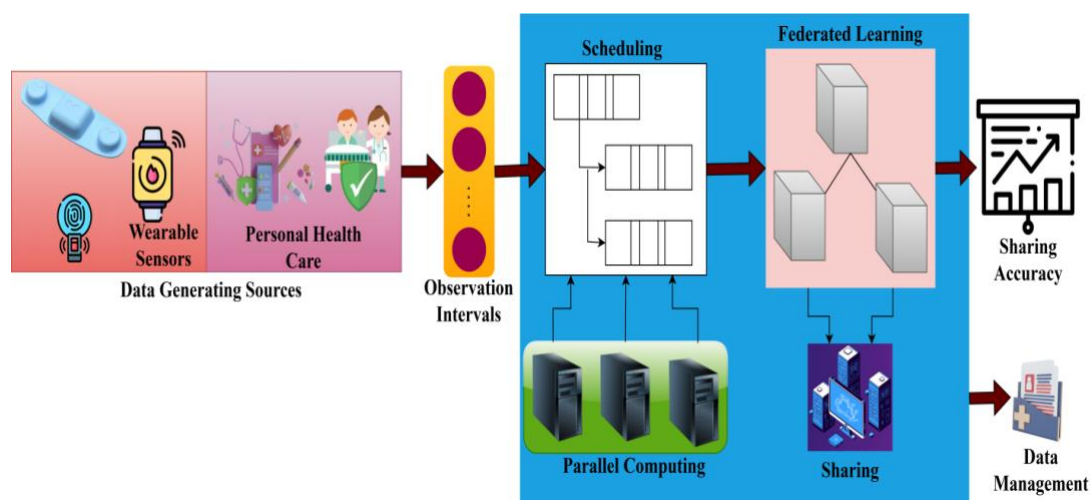 Wearable
Sensors
Personal Health
Care
Data Generating Sources
Observation
Intervals
Scheduling
Federated Learning
Parallel Computing
Sharing
Sharing
Accuracy
Data
Management